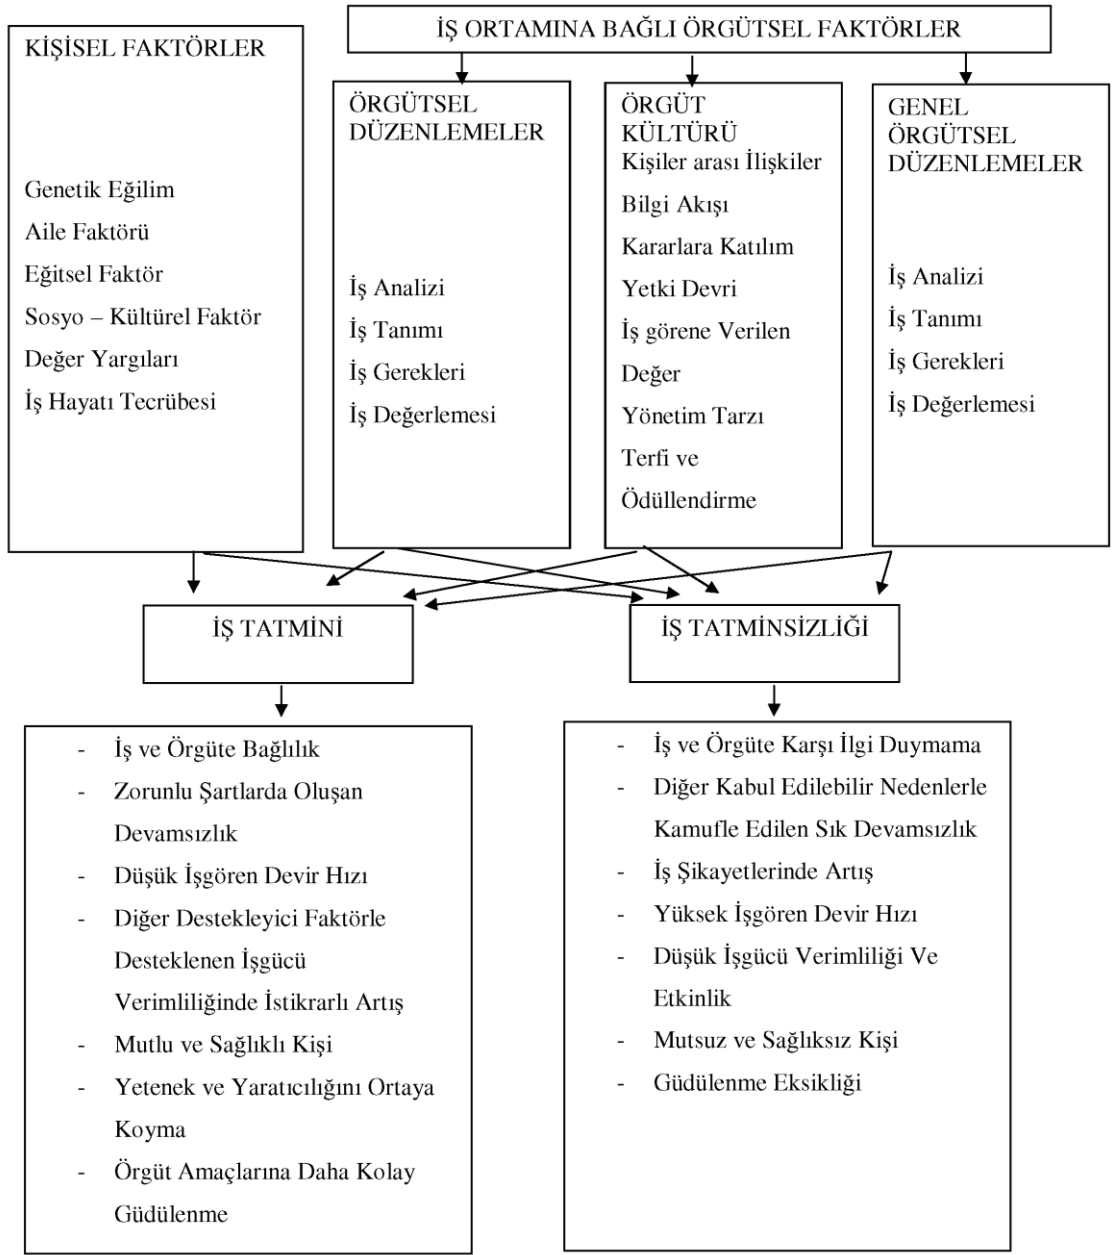 KİŞİSEL FAKTÖRLER
Genetik Eğilim
Aile Faktörü
Eğitsel Faktör
Sosyo – Kültürel Faktör
Değer Yargıları
İş Hayatı Tecrübesi
İŞ ORTAMINA BAĞLI ÖRGÜTSEL FAKTÖRLER
ÖRGÜTSEL
DÜZENLEMELER
İş Analizi
İş Tanımı
İş Gerekleri
İş Değerlemesi
ÖRGÜT
KÜLTÜRÜ
Kişiler arası İlişkiler
Bilgi Akışı
Kararlara Katılım
Yetki Devri
İş görene Verilen
Değer
Yönetim Tarzı
Terfi ve
Ödüllendirme
GENEL
ÖRGÜTSEL
DÜZENLEMELER
İş Analizi
İş Tanımı
İş Gerekleri
İş Değerlemesi
İŞ TATMİNİ
İŞ TATMİNSİZLİĞİ
- İş ve Örgüte Bağlılık
- Zorunlu Şartlarda Oluşan
Devamsızlık
- Düşük İşgören Devir Hızı
- Diğer Destekleyici Faktörle
Desteklenen İşgücü
Verimliliğinde İstikrarlı Artış
- Mutlu ve Sağlıklı Kişi
- Yetenek ve Yaratıcılığını Ortaya
Koyma
- Örgüt Amaçlarına Daha Kolay
Güdülenme
- İş ve Örgüte Karşı İlgi Duymama
- Diğer Kabul Edilebilir Nedenlerle
Kamufle Edilen Sık Devamsızlık
- İş Şikayetlerinde Artış
- Yüksek İşgören Devir Hızı
- Düşük İşgücü Verimliliği Ve
Etkinlik
- Mutsuz ve Sağlıksız Kişi
- Güdülenme Eksikliği